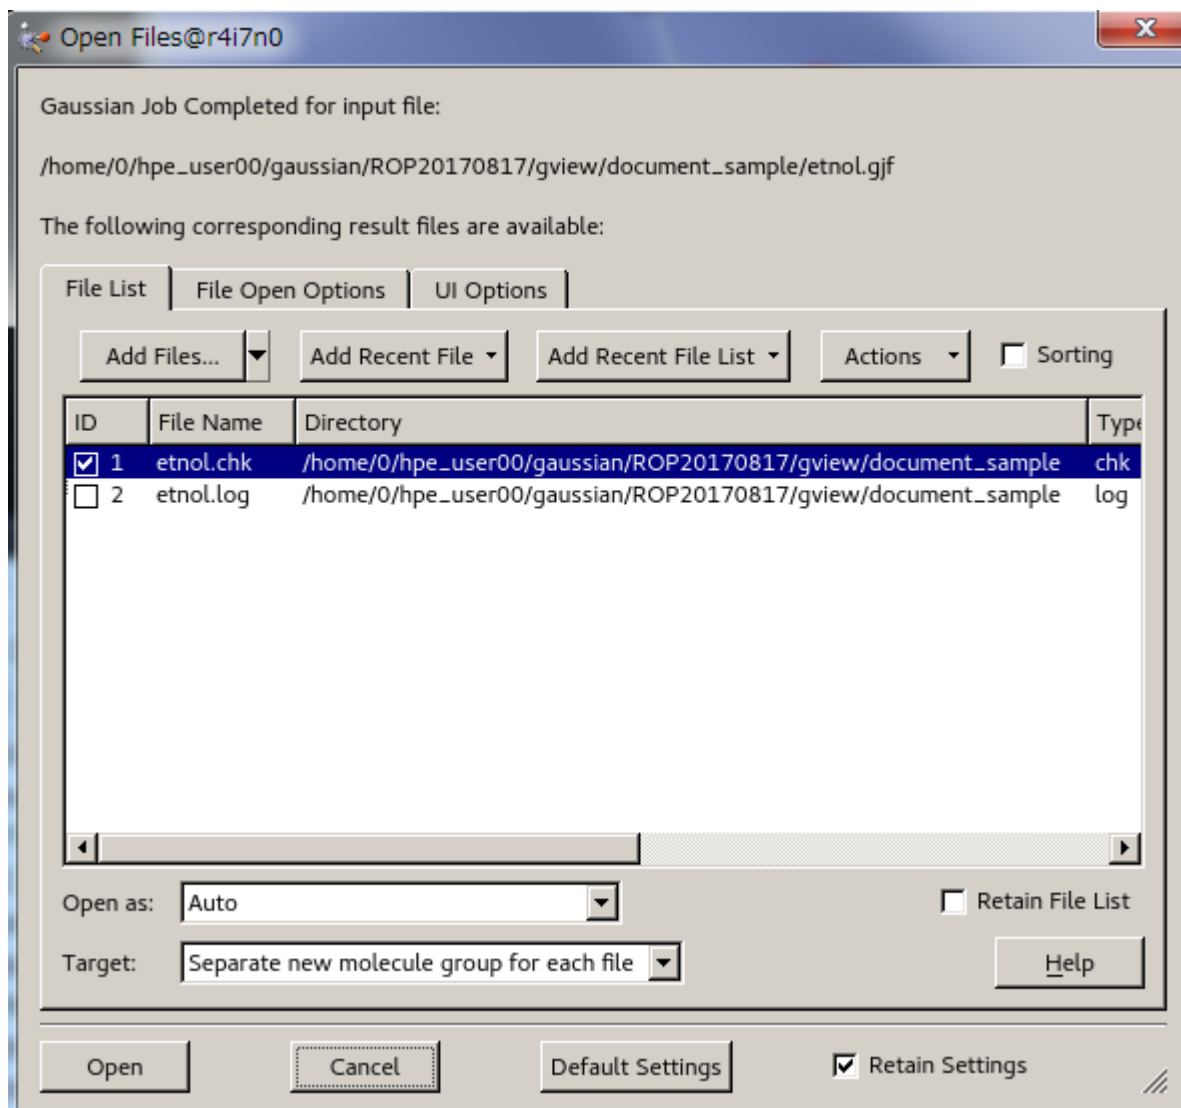 Open Files@r4i7n0
Gaussian Job Completed for input file:
/home/0/hpe_user00/gaussian/ROP20170817/gview/document_sample/etnol.gjf
The following corresponding result files are available:
File List File Open Options UI Options
Add Files... Add Recent File Add Recent File List Actions Sorting
ID File Name Directory Type
1 etnol.chk /home/0/hpe_user00/gaussian/ROP20170817/gview/document_sample chk
2 etnol.log /home/0/hpe_user00/gaussian/ROP20170817/gview/document_sample log
Open as: Auto Retain File List
Target: Separate new molecule group for each file Help
Open Cancel Default Settings Retain Settings